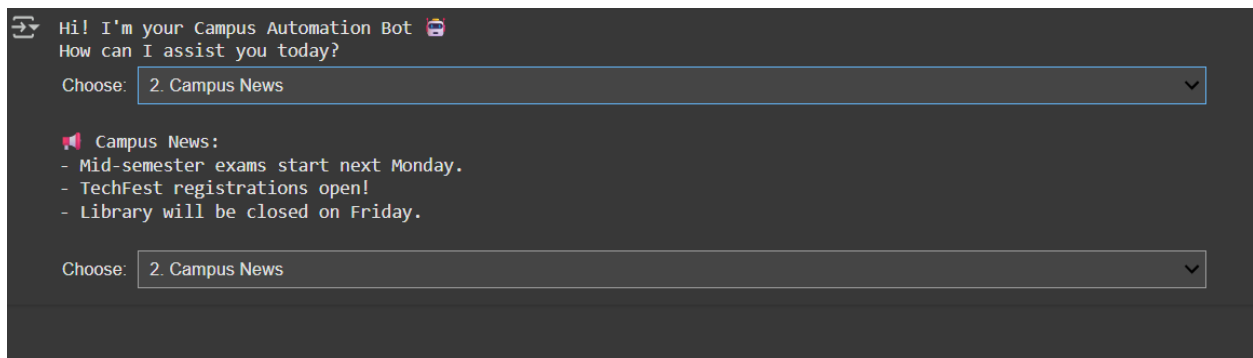 Hi! I'm your Campus Automation Bot 🤖
How can I assist you today?
Choose: 2. Campus News
📢 Campus News:
- Mid-semester exams start next Monday.
- TechFest registrations open!
- Library will be closed on Friday.
Choose: 2. Campus News